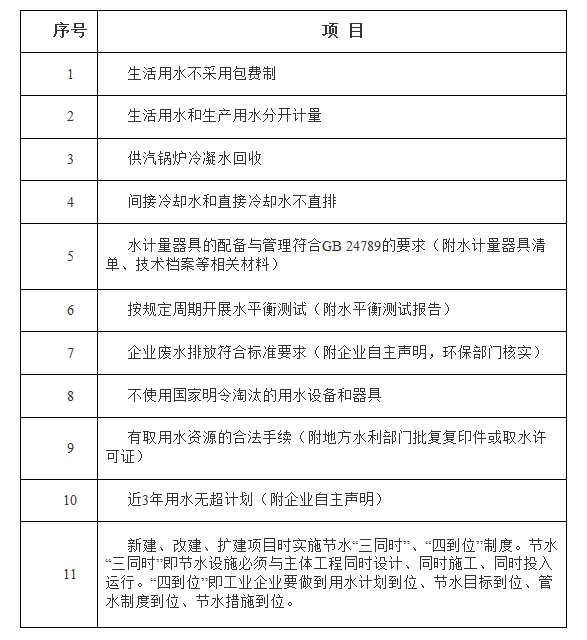 序号 项 目
1 生活用水不采用包费制
2 生活用水和生产用水分开计量
3 供汽锅炉冷凝水回收
4 间接冷却水和直接冷却水不直排
5 水计量器具的配备与管理符合GB 24789的要求（附水计量器具清
单、技术档案等相关材料）
6 按规定周期开展水平衡测试（附水平衡测试报告）
7 企业废水排放符合标准要求（附企业自主声明，环保部门核实）
8 不使用国家明令淘汰的用水设备和器具
9 有取用水资源的合法手续（附地方水利部门批复复印件或取水许
可证）
10 近3年用水无超计划（附企业自主声明）
11 新建、改建、扩建项目时实施节水“三同时”、“四到位”制度。节水
“三同时”即节水设施必须与主体工程同时设计、同时施工、同时投入
运行。“四到位”即工业企业要做到用水计划到位、节水目标到位、管
水制度到位、节水措施到位。